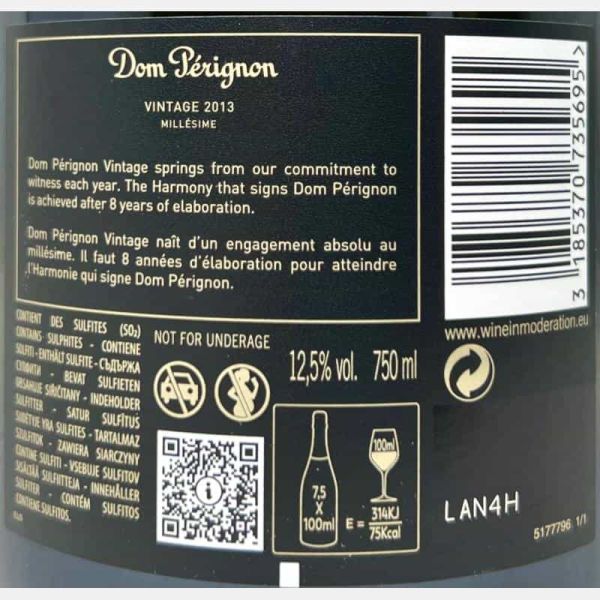 Dom Pérignon
VINTAGE 2013
MILLÉSIME
Dom Pérignon Vintage springs from our commitment to
witness each year. The Harmony that signs Dom Pérignon
is achieved after 8 years of elaboration.
Dom Pérignon Vintage naît d'un engagement absolu au
millésime. Il faut 8 années d'élaboration pour atteindre
l'Harmonie qui signe Dom Pérignon.
3 185370 735695 >
www.wineinmoderation.eu
CONTIENT DES SULFITES (SO₂)
CONTAINS SULPHITES - CONTIENE
SULFITI - ENTHÄLT SULFITE - СЪДЪРЖА
СУЛФИТИ - BEVAT SULFIETEN
OBSAHUJE SIŘIČITANY - INDEHOLDER
SULFITTER - SATUR SULFĪTUS
SUDĖTYJE YRA SULFITES - TARTALMAZ
SZULFITOK - ZAWIERA SIARCZYNY
CONTINE SULFITI - VSEBUJE SULFITOV
SISÄLTÄÄ SULFIITTEJA - INNEHÅLLER
SULFITER - CONTÉM SULFITOS
CONTIENE SULFITOS.
NOT FOR UNDERAGE
12,5% vol. 750 ml
7,5
X
100ml
100ml
E = 314KJ
75Kcal
LAN4H
5177796 1/1